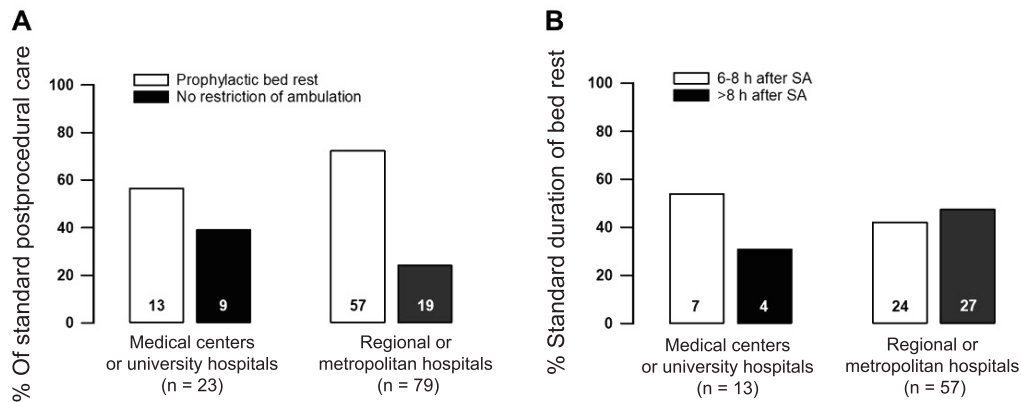 A
% Of standard postprocedural care
100
80
60
40
20
0
Prophylactic bed rest
No restriction of ambulation
13
9
57
19
Medical centers
or university hospitals
(n = 23)
Regional or
metropolitan hospitals
(n = 79)
B
% Standard duration of bed rest
100
80
60
40
20
0
6-8 h after SA
>8 h after SA
7
4
24
27
Medical centers
or university hospitals
(n = 13)
Regional or
metropolitan hospitals
(n = 57)